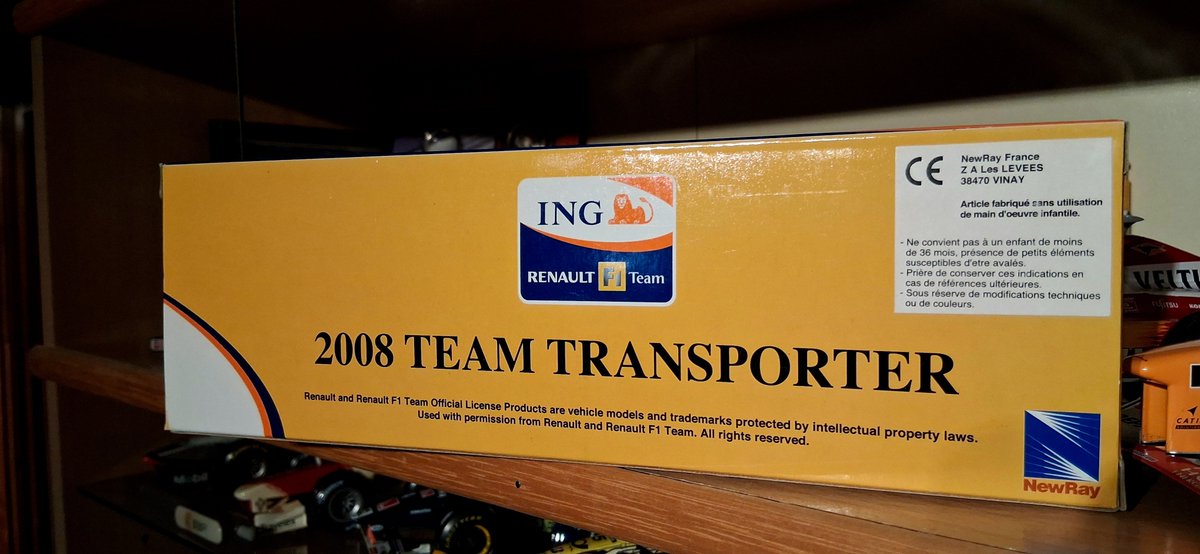 ING
RENAULT F1 Team
2008 TEAM TRANSPORTER
Renault and Renault F1 Team Official License Products are vehicle models and trademarks protected by intellectual property laws.
Used with permission from Renault and Renault F1 Team. All rights reserved.
CE
NewRay France
Z A Les LEVEES
38470 VINAY
Article fabriqué sans utilisation
de main d'oeuvre infantile.
- Ne convient pas à un enfant de moins
de 36 mois, présence de petits éléments
susceptibles d'etre avalés.
- Prière de conserver ces indications en
cas de références ultérieures.
- Sous réserve de modifications techniques
ou de couleurs.
NewRay
VELTI
FUJITSU
Mobil